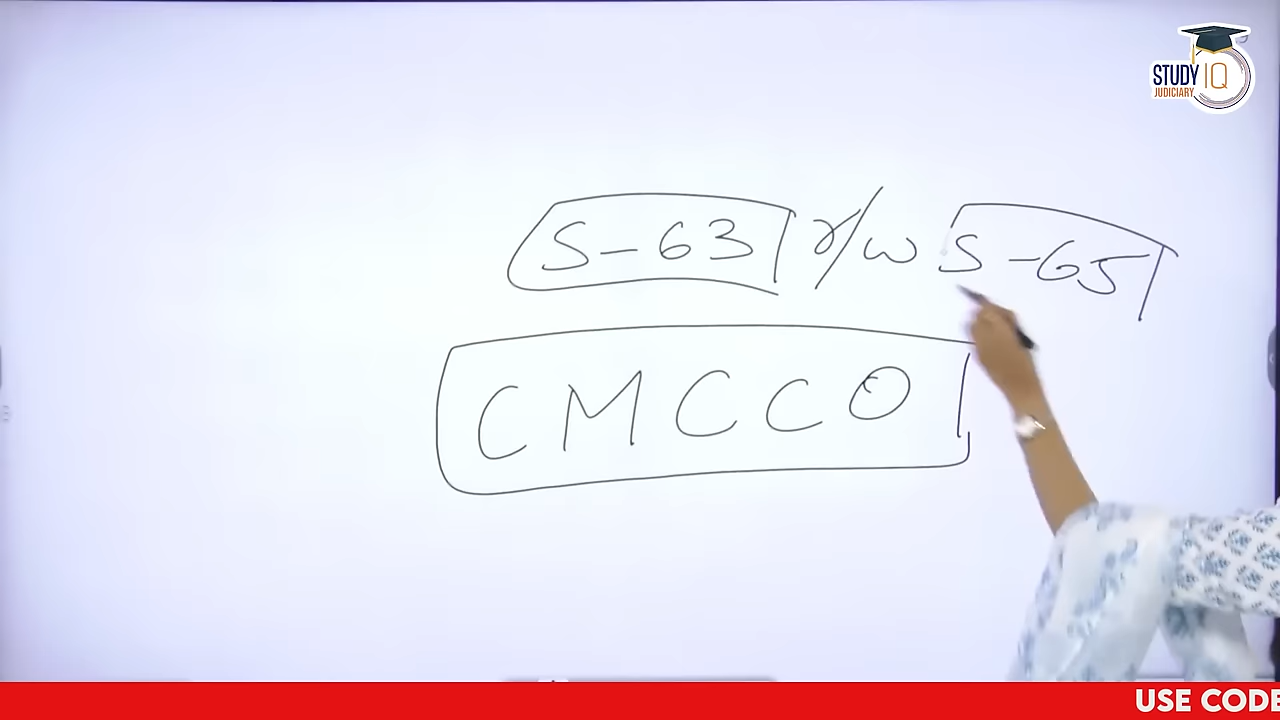 STUDY IQ
JUDICIARY
S-63 r/w S-65
CMCCO
USE CODE